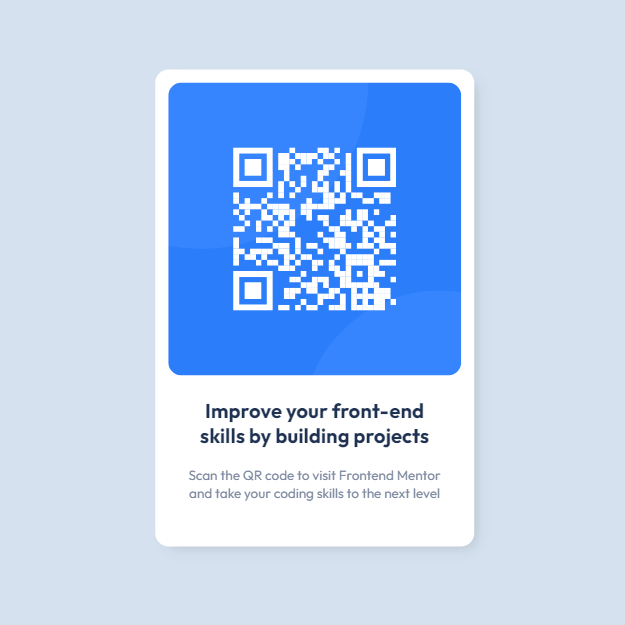 Improve your front-end
skills by building projects
Scan the QR code to visit Frontend Mentor
and take your coding skills to the next level